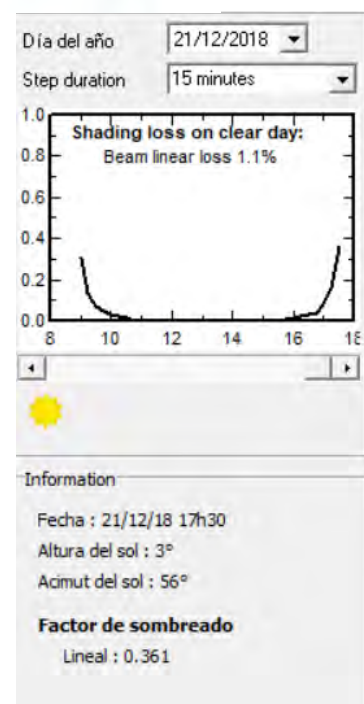 Día del año 21/12/2018
Step duration 15 minutes
1.0
Shading loss on clear day:
0.8 Beam linear loss 1.1%
0.6
0.4
0.2
0.0
8 10 12 14 16 18
Information
Fecha : 21/12/18 17h30
Altura del sol : 3°
Acimut del sol : 56°
Factor de sombreado
Lineal : 0.361